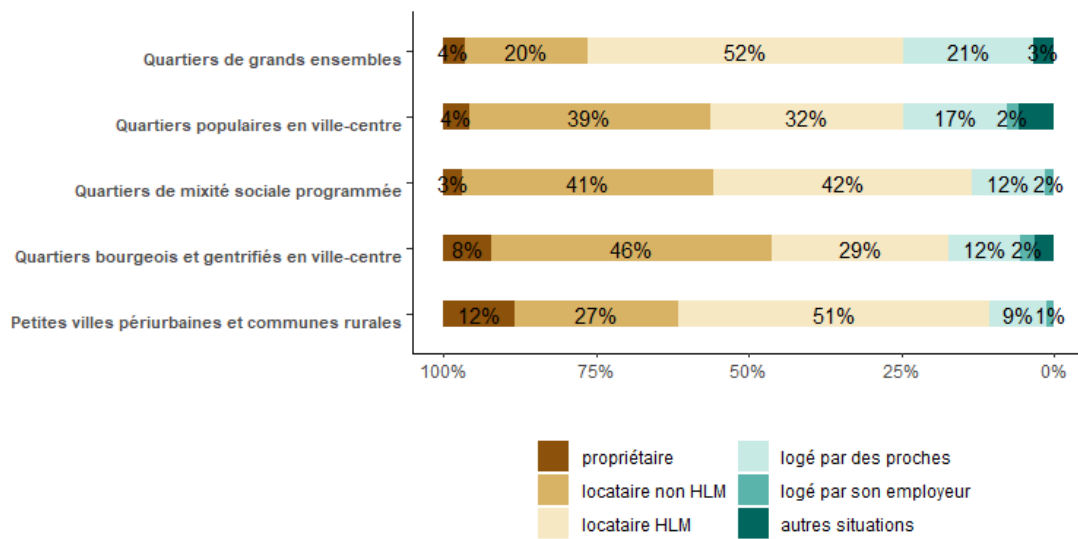 Quartiers de grands ensembles 4% 20% 52% 21% 3%
Quartiers populaires en ville-centre 4% 39% 32% 17% 2%
Quartiers de mixité sociale programmée 3% 41% 42% 12% 2%
Quartiers bourgeois et gentrifiés en ville-centre 8% 46% 29% 12% 2%
Petites villes périurbaines et communes rurales 12% 27% 51% 9% 1%
100% 75% 50% 25% 0%
propriétaire logé par des proches
locataire non HLM logé par son employeur
locataire HLM autres situations